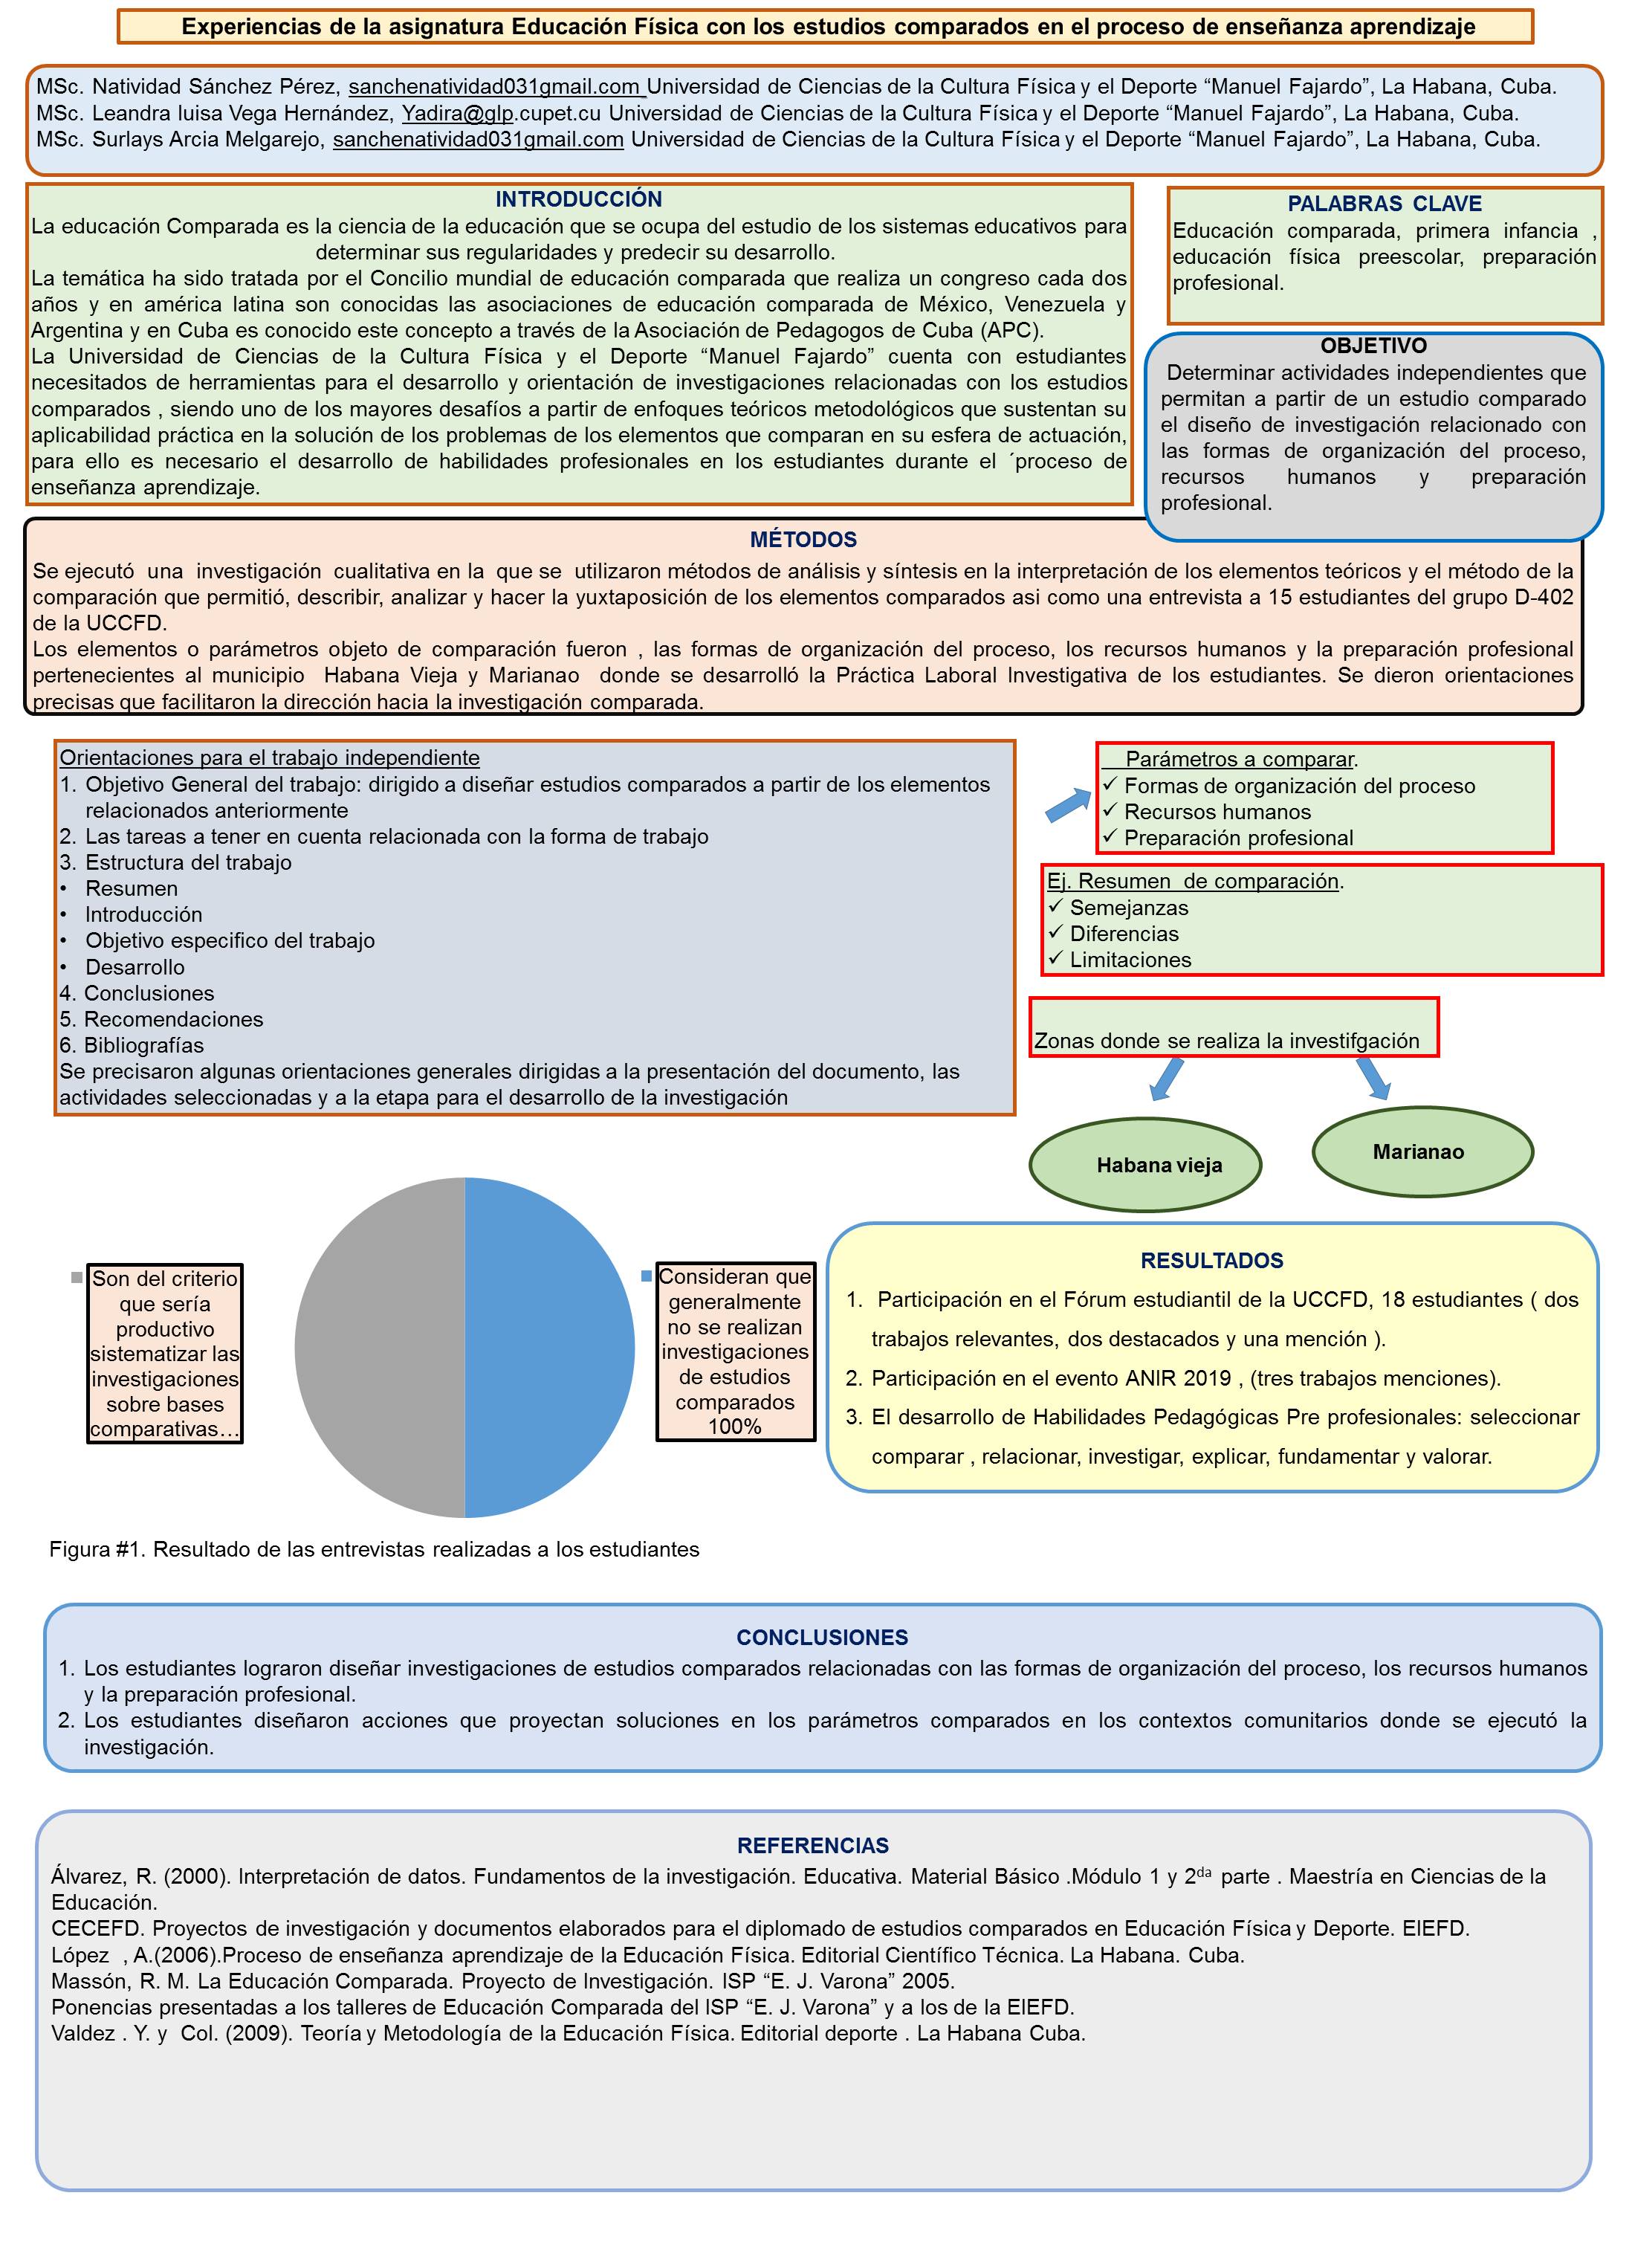 Experiencias de la asignatura Educación Física con los estudios comparados en el proceso de enseñanza aprendizaje
MSc. Natividad Sánchez Pérez, sanchenatividad031gmail.com Universidad de Ciencias de la Cultura Física y el Deporte “Manuel Fajardo”, La Habana, Cuba.
MSc. Leandra luisa Vega Hernández, Yadira@glp.cupet.cu Universidad de Ciencias de la Cultura Física y el Deporte “Manuel Fajardo”, La Habana, Cuba.
MSc. Surlays Arcia Melgarejo, sanchenatividad031gmail.com Universidad de Ciencias de la Cultura Física y el Deporte “Manuel Fajardo”, La Habana, Cuba.
INTRODUCCIÓN
La educación Comparada es la ciencia de la educación que se ocupa del estudio de los sistemas educativos para
determinar sus regularidades y predecir su desarrollo.
La temática ha sido tratada por el Concilio mundial de educación comparada que realiza un congreso cada dos
años y en américa latina son conocidas las asociaciones de educación comparada de México, Venezuela y
Argentina y en Cuba es conocido este concepto a través de la Asociación de Pedagogos de Cuba (APC).
La Universidad de Ciencias de la Cultura Física y el Deporte “Manuel Fajardo” cuenta con estudiantes
necesitados de herramientas para el desarrollo y orientación de investigaciones relacionadas con los estudios
comparados , siendo uno de los mayores desafíos a partir de enfoques teóricos metodológicos que sustentan su
aplicabilidad práctica en la solución de los problemas de los elementos que comparan en su esfera de actuación,
para ello es necesario el desarrollo de habilidades profesionales en los estudiantes durante el ´proceso de
enseñanza aprendizaje.
PALABRAS CLAVE
Educación comparada, primera infancia ,
educación física preescolar, preparación
profesional.
OBJETIVO
Determinar actividades independientes que
permitan a partir de un estudio comparado
el diseño de investigación relacionado con
las formas de organización del proceso,
recursos humanos y preparación
profesional.
MÉTODOS
Se ejecutó una investigación cualitativa en la que se utilizaron métodos de análisis y síntesis en la interpretación de los elementos teóricos y el método de la
comparación que permitió, describir, analizar y hacer la yuxtaposición de los elementos comparados asi como una entrevista a 15 estudiantes del grupo D-402
de la UCCFD.
Los elementos o parámetros objeto de comparación fueron , las formas de organización del proceso, los recursos humanos y la preparación profesional
pertenecientes al municipio Habana Vieja y Marianao donde se desarrolló la Práctica Laboral Investigativa de los estudiantes. Se dieron orientaciones
precisas que facilitaron la dirección hacia la investigación comparada.
Orientaciones para el trabajo independiente
1. Objetivo General del trabajo: dirigido a diseñar estudios comparados a partir de los elementos
relacionados anteriormente
2. Las tareas a tener en cuenta relacionada con la forma de trabajo
3. Estructura del trabajo
• Resumen
• Introducción
• Objetivo especifico del trabajo
• Desarrollo
4. Conclusiones
5. Recomendaciones
6. Bibliografías
Se precisaron algunas orientaciones generales dirigidas a la presentación del documento, las
actividades seleccionadas y a la etapa para el desarrollo de la investigación
Parámetros a comparar.
✓ Formas de organización del proceso
✓ Recursos humanos
✓ Preparación profesional
Ej. Resumen de comparación.
✓ Semejanzas
✓ Diferencias
✓ Limitaciones
Zonas donde se realiza la investifgación
Habana vieja
Marianao
Son del criterio
que sería
productivo
sistematizar las
investigaciones
sobre bases
comparativas…
Consideran que
generalmente
no se realizan
investigaciones
de estudios
comparados
100%
Figura #1. Resultado de las entrevistas realizadas a los estudiantes
RESULTADOS
1. Participación en el Fórum estudiantil de la UCCFD, 18 estudiantes ( dos
trabajos relevantes, dos destacados y una mención ).
2. Participación en el evento ANIR 2019 , (tres trabajos menciones).
3. El desarrollo de Habilidades Pedagógicas Pre profesionales: seleccionar
comparar , relacionar, investigar, explicar, fundamentar y valorar.
CONCLUSIONES
1. Los estudiantes lograron diseñar investigaciones de estudios comparados relacionadas con las formas de organización del proceso, los recursos humanos
y la preparación profesional.
2. Los estudiantes diseñaron acciones que proyectan soluciones en los parámetros comparados en los contextos comunitarios donde se ejecutó la
investigación.
REFERENCIAS
Álvarez, R. (2000). Interpretación de datos. Fundamentos de la investigación. Educativa. Material Básico .Módulo 1 y 2da parte . Maestría en Ciencias de la
Educación.
CECEFD. Proyectos de investigación y documentos elaborados para el diplomado de estudios comparados en Educación Física y Deporte. EIEFD.
López , A.(2006).Proceso de enseñanza aprendizaje de la Educación Física. Editorial Científico Técnica. La Habana. Cuba.
Massón, R. M. La Educación Comparada. Proyecto de Investigación. ISP “E. J. Varona” 2005.
Ponencias presentadas a los talleres de Educación Comparada del ISP “E. J. Varona” y a los de la EIEFD.
Valdez . Y. y Col. (2009). Teoría y Metodología de la Educación Física. Editorial deporte . La Habana Cuba.